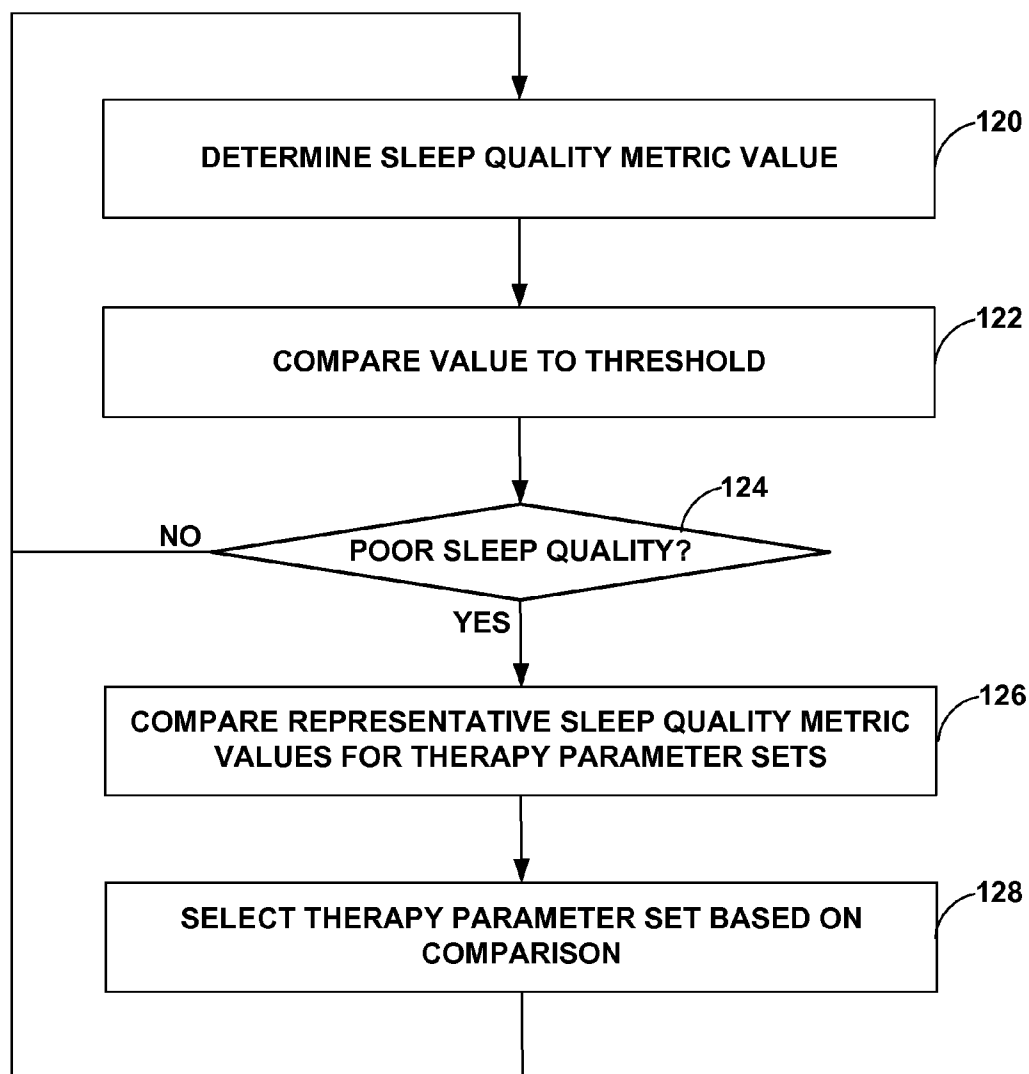 DETERMINE SLEEP QUALITY METRIC VALUE
120
COMPARE VALUE TO THRESHOLD
122
124
NO
POOR SLEEP QUALITY?
YES
COMPARE REPRESENTATIVE SLEEP QUALITY METRIC
VALUES FOR THERAPY PARAMETER SETS
126
SELECT THERAPY PARAMETER SET BASED ON
COMPARISON
128